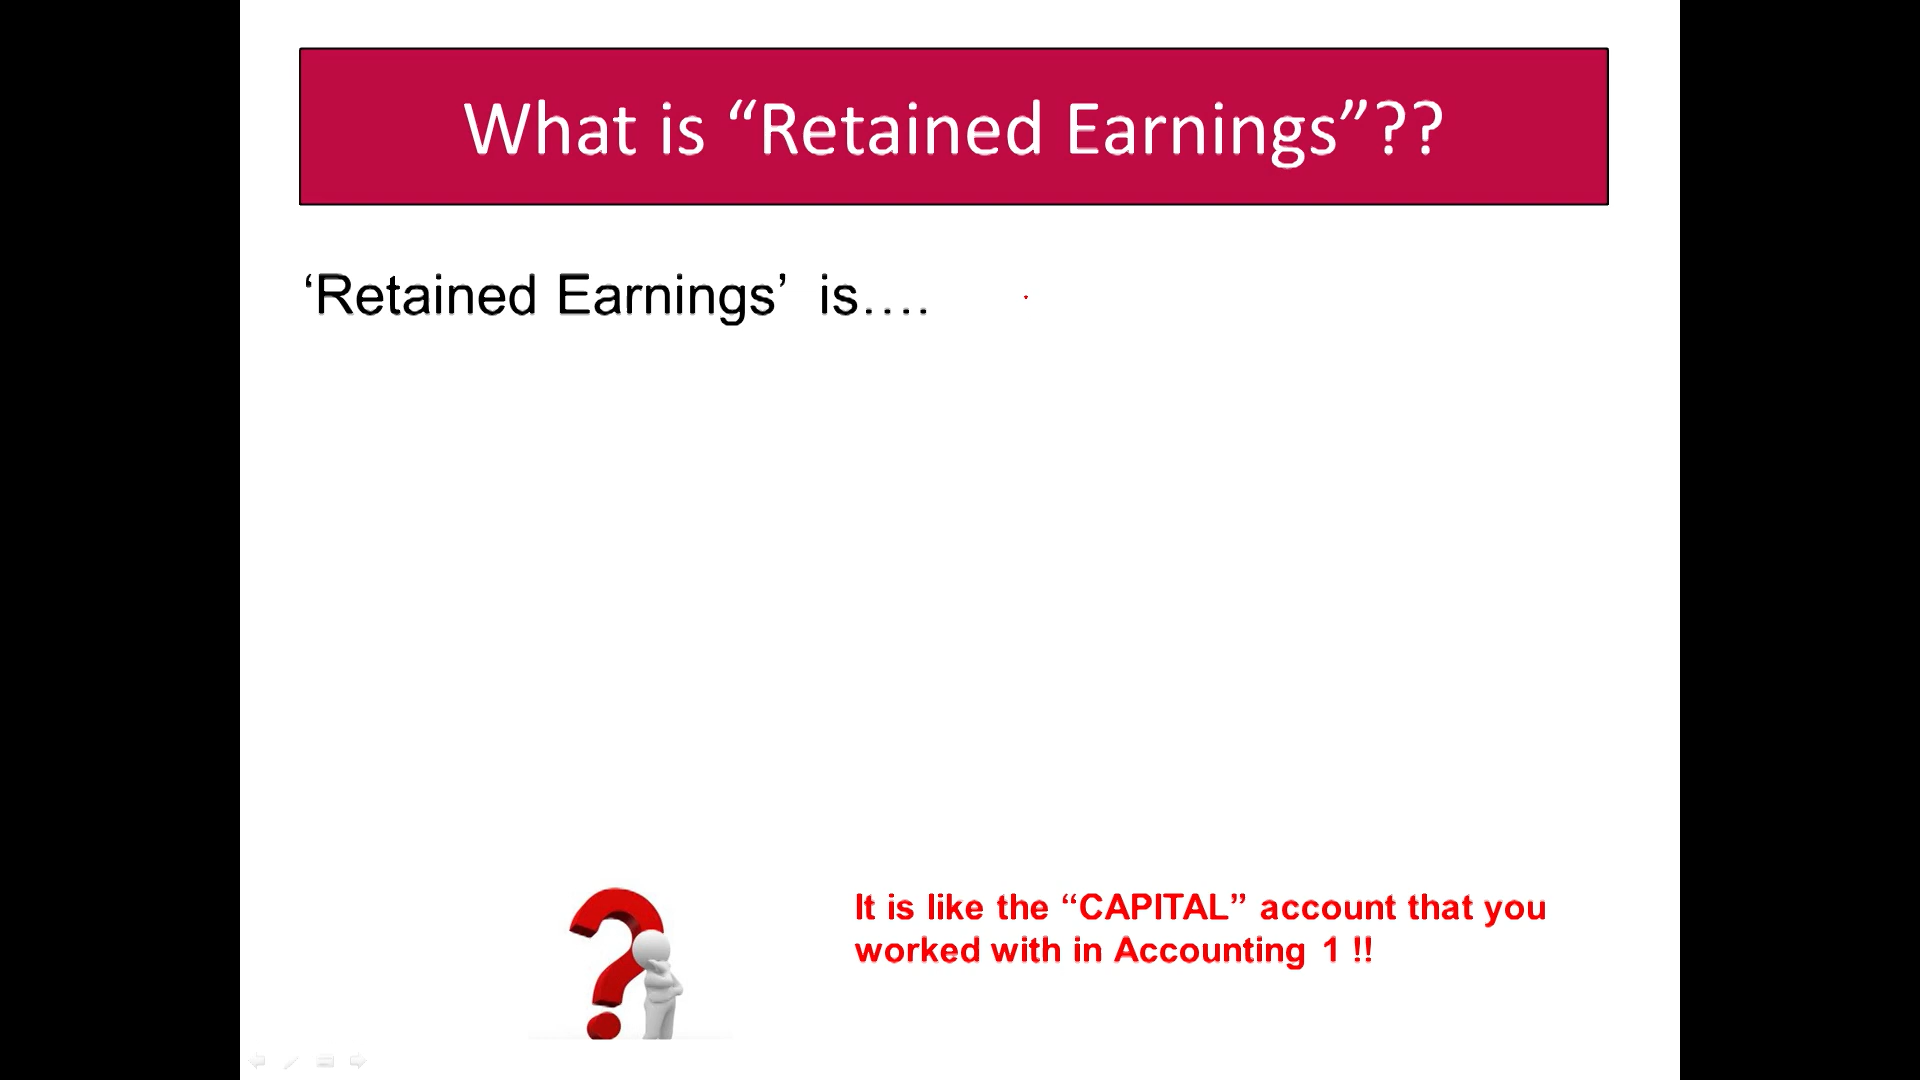 What is “Retained Earnings”??
‘Retained Earnings’ is….
It is like the “CAPITAL” account that you
worked with in Accounting 1 !!